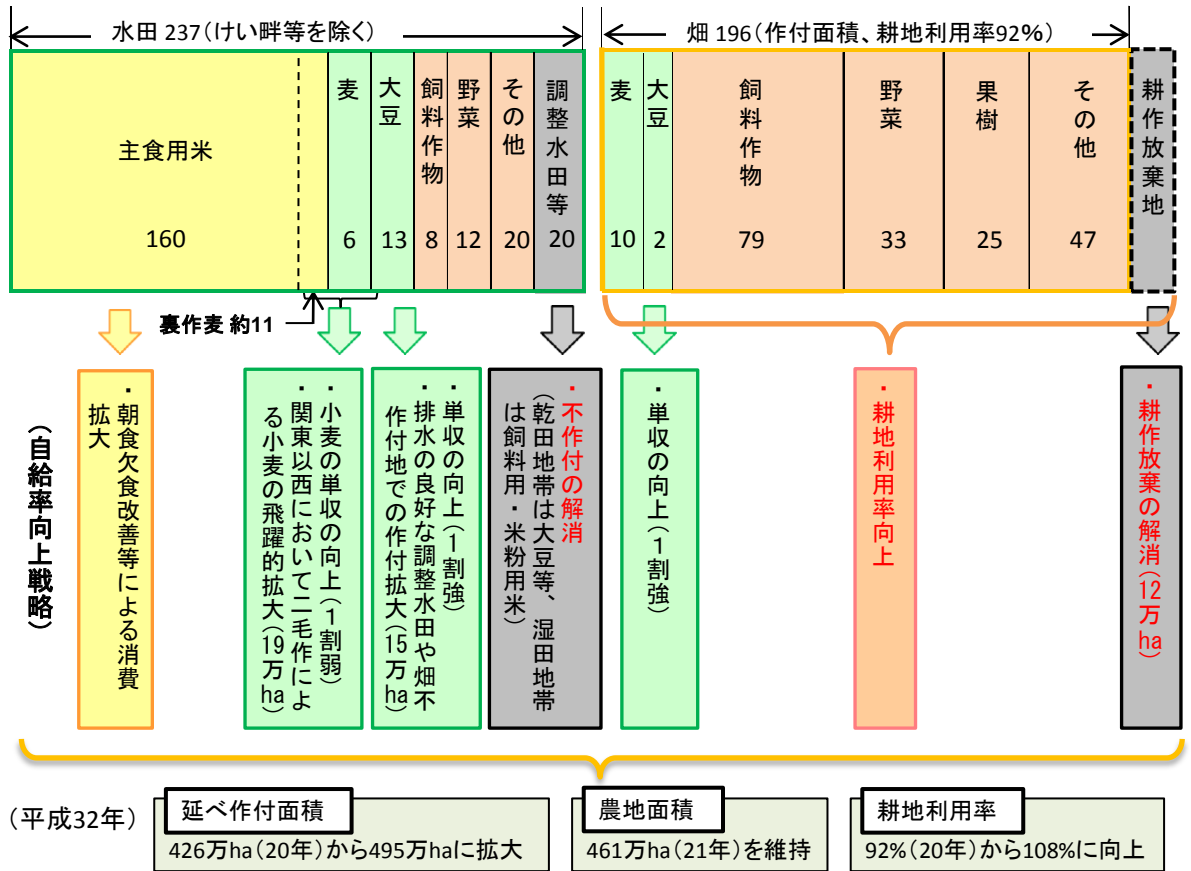 水田 237(けい畔等を除く)
畑 196(作付面積、耕地利用率92%)
主食用米
160
麦
6
大豆
13
飼料作物
8
野菜
12
その他
20
調整水田等
20
麦
10
大豆
2
飼料作物
79
野菜
33
果樹
25
その他
47
耕作放棄地
裏作麦 約11
(自給率向上戦略)
・朝食欠食改善等による消費
拡大
・小麦の単収の向上(1割弱)
・関東以西において二毛作によ
る小麦の飛躍的拡大(19万ha)
・単収の向上(1割強)
・排水の良好な調整水田や畑不
作付地での作付拡大(15万ha)
・不作付の解消
(乾田地帯は大豆等、湿田地帯
は飼料用・米粉用米)
・単収の向上(1割強)
・耕地利用率向上
・耕作放棄の解消(12万ha)
(平成32年)
延べ作付面積
426万ha(20年)から495万haに拡大
農地面積
461万ha(21年)を維持
耕地利用率
92%(20年)から108%に向上